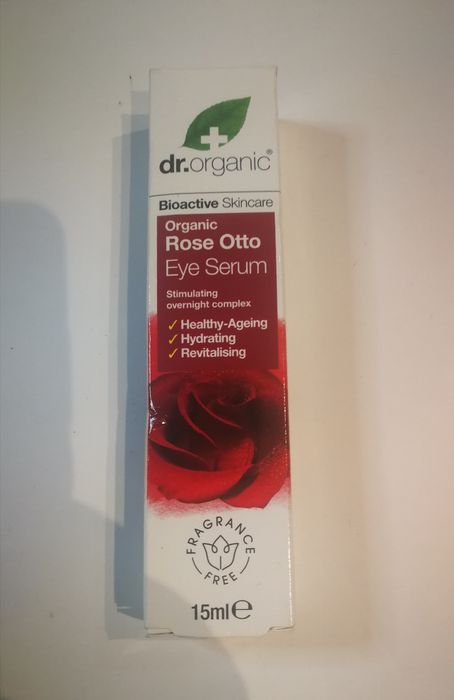 dr.organic®
Bioactive Skincare
Organic
Rose Otto
Eye Serum
Stimulating
overnight complex
✓ Healthy-Ageing
✓ Hydrating
✓ Revitalising
FRAGRANCE
FREE
15ml℮